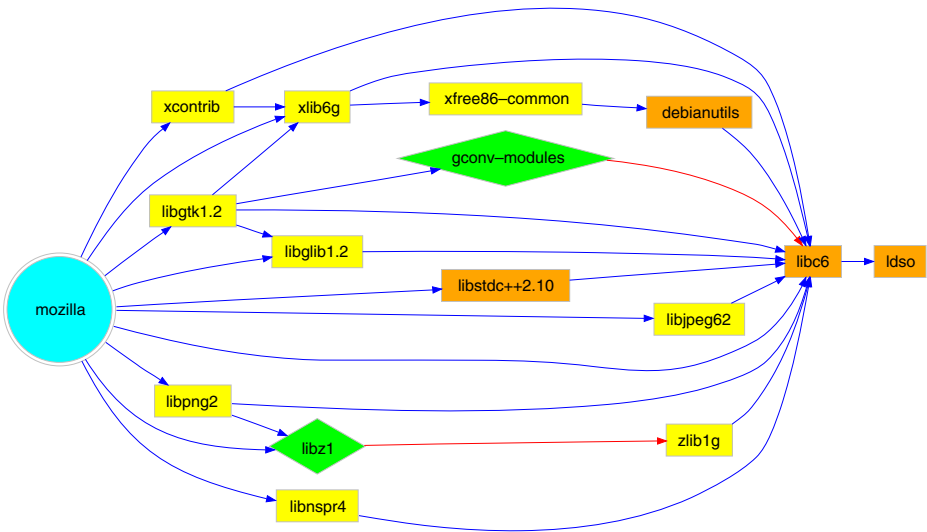 xcontrib
xlib6g
xfree86–common
debianutils
gconv–modules
libgtk1.2
libglib1.2
libc6
ldso
libstdc++2.10
mozilla
libjpeg62
libpng2
libz1
zlib1g
libnspr4